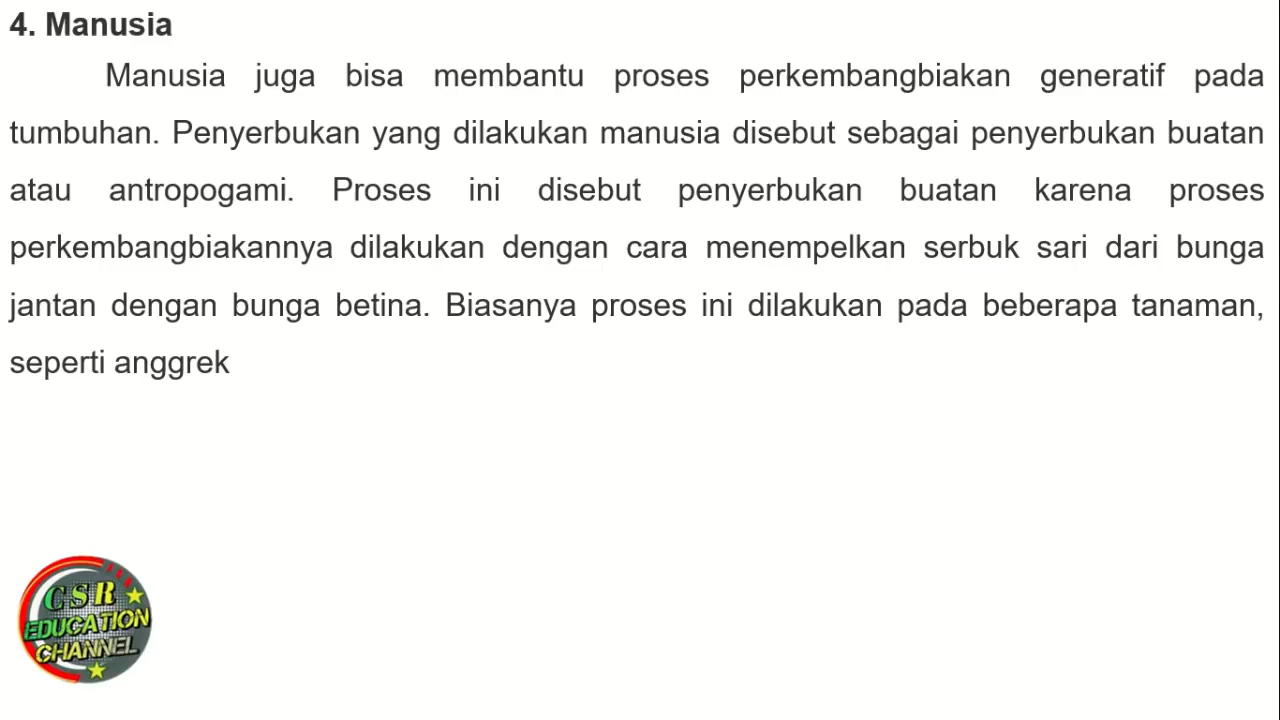 4. Manusia
Manusia juga bisa membantu proses perkembangbiakan generatif pada
tumbuhan. Penyerbukan yang dilakukan manusia disebut sebagai penyerbukan buatan
atau antropogami. Proses ini disebut penyerbukan buatan karena proses
perkembangbiakannya dilakukan dengan cara menempelkan serbuk sari dari bunga
jantan dengan bunga betina. Biasanya proses ini dilakukan pada beberapa tanaman,
seperti anggrek
CSR
EDUCATION
CHANNEL